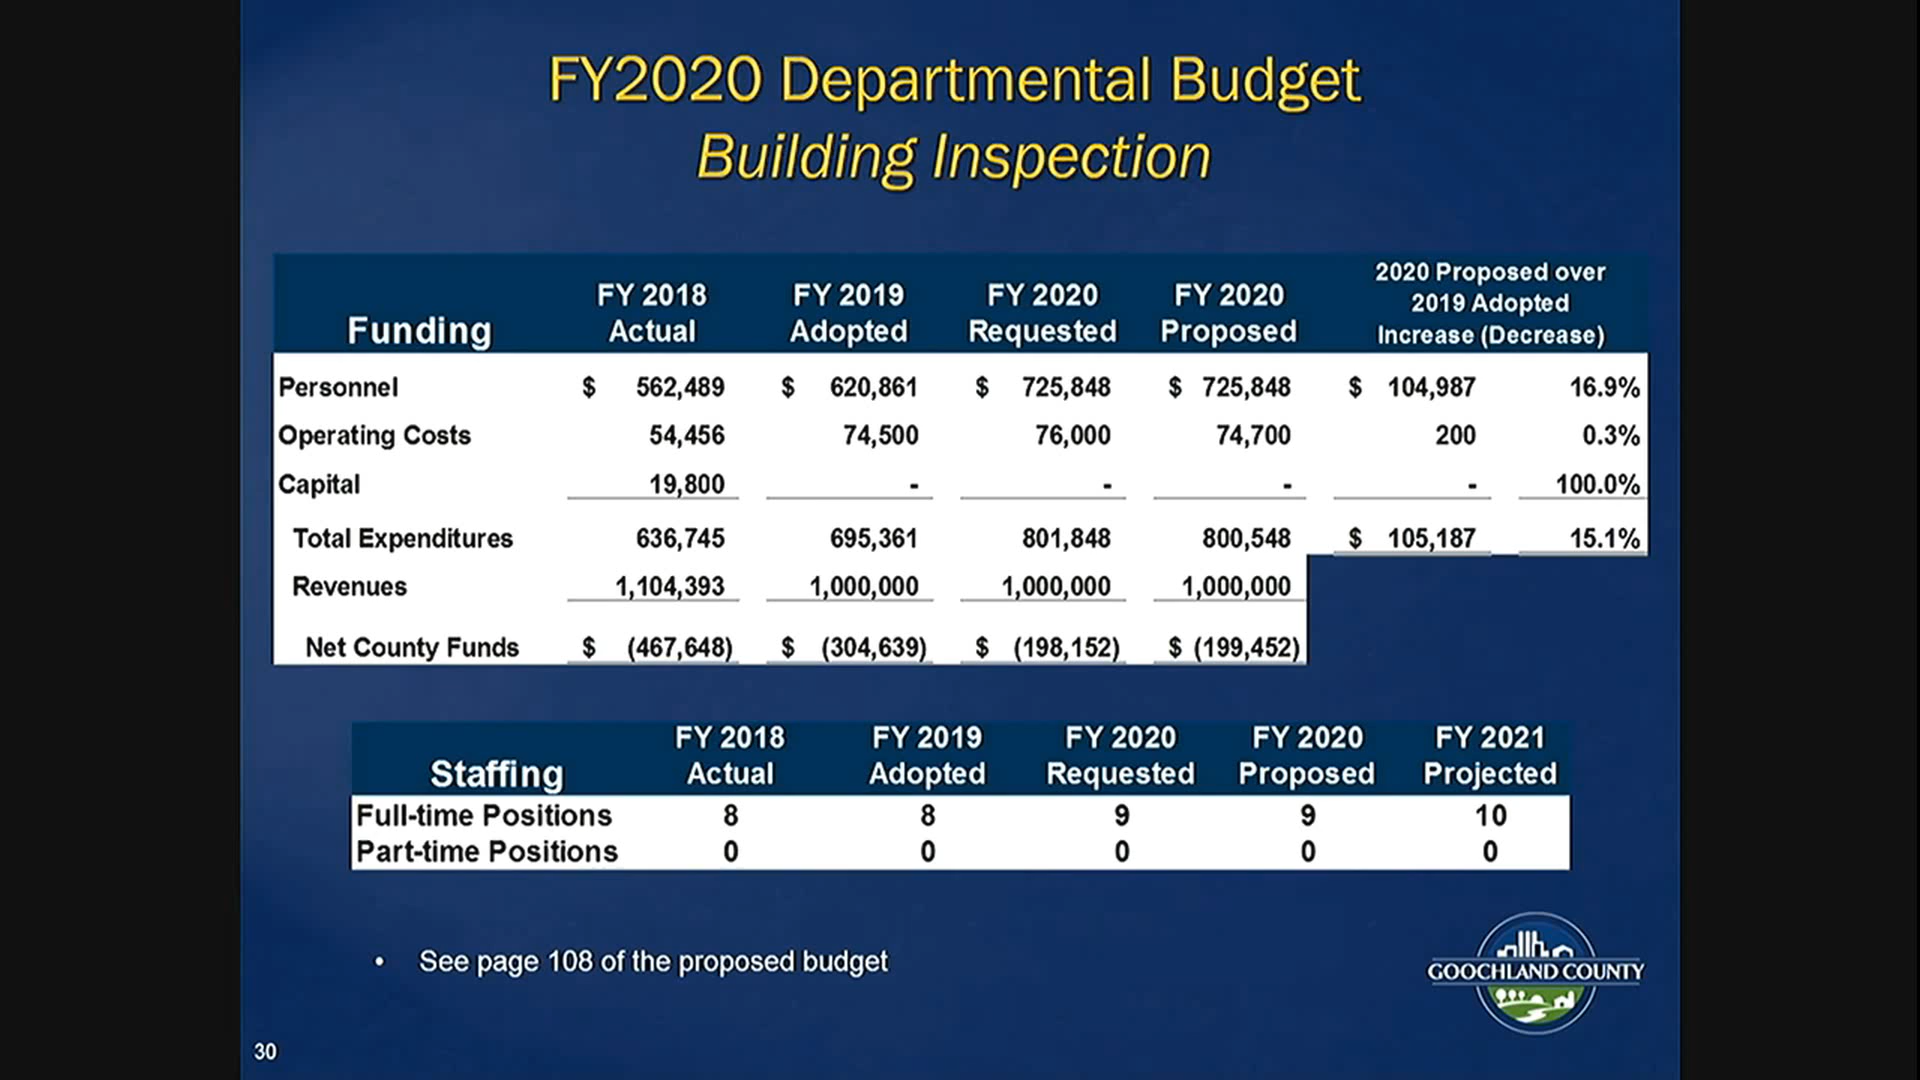 FY2020 Departmental Budget
Building Inspection
Funding FY 2018 Actual FY 2019 Adopted FY 2020 Requested FY 2020 Proposed 2020 Proposed over 2019 Adopted Increase (Decrease)
Personnel $ 562,489 $ 620,861 $ 725,848 $ 725,848 $ 104,987 16.9%
Operating Costs 54,456 74,500 76,000 74,700 200 0.3%
Capital 19,800 - - - - 100.0%
Total Expenditures 636,745 695,361 801,848 800,548 $ 105,187 15.1%
Revenues 1,104,393 1,000,000 1,000,000 1,000,000
Net County Funds $ (467,648) $ (304,639) $ (198,152) $ (199,452)
Staffing FY 2018 Actual FY 2019 Adopted FY 2020 Requested FY 2020 Proposed FY 2021 Projected
Full-time Positions 8 8 9 9 10
Part-time Positions 0 0 0 0 0
• See page 108 of the proposed budget
GOOCHLAND COUNTY
30